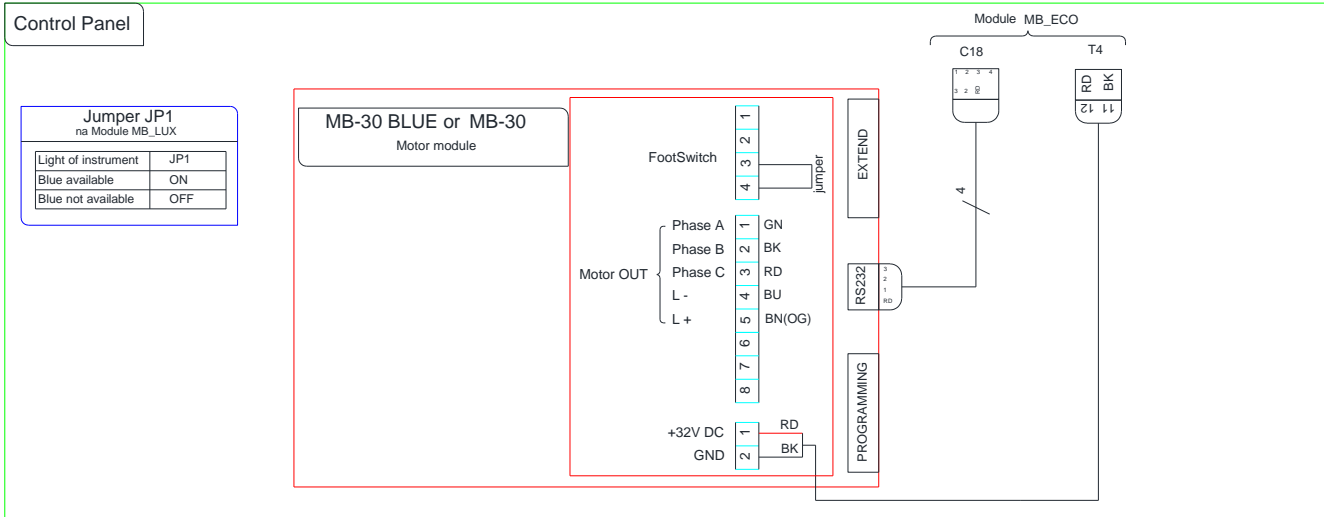 Control Panel
Module MB_ECO
C18
T4
1 2 3 4
3 2 RD
RD BK
12 11
Jumper JP1
na Module MB_LUX
Light of instrument JP1
Blue available ON
Blue not available OFF
MB-30 BLUE or MB-30
Motor module
FootSwitch
1
2
3
4
jumper
EXTEND
4
Motor OUT
Phase A 1 GN
Phase B 2 BK
Phase C 3 RD
L - 4 BU
L + 5 BN(OG)
6
7
8
RS232
3
2
1
RD
PROGRAMMING
+32V DC 1 RD
GND 2 BK